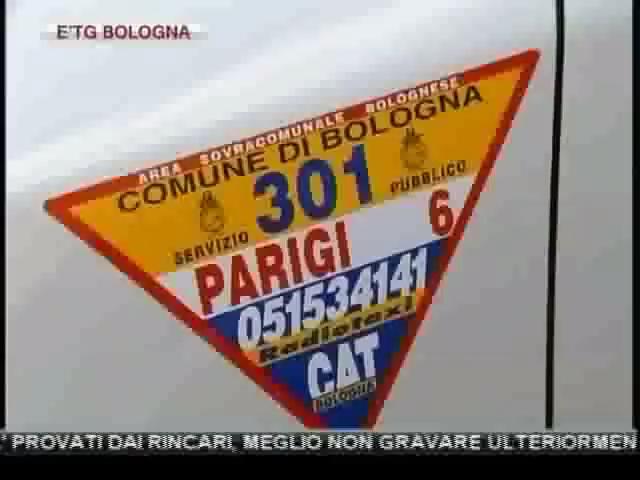 E'TG BOLOGNA
AREA SOVRACOMUNALE BOLOGNESE
COMUNE DI BOLOGNA
SERVIZIO 301 PUBBLICO
PARIGI 6
051534141
Radiotaxi
CAT
BOLOGNA
' PROVATI DAI RINCARI, MEGLIO NON GRAVARE ULTERIORMEN